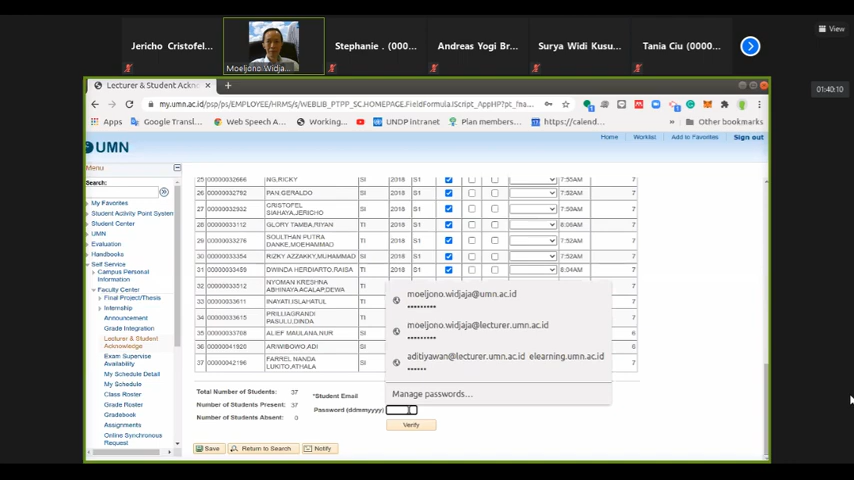 View
Jericho Cristofel...
Moeljono Widja...
Stephanie . (000...
Andreas Yogi Br...
Surya Widi Kusu...
Tania Ciu (000...
01:40:10
Lecturer & Student Ackno
my.umn.ac.id/psp/ps/EMPLOYEE/HRMS/s/WEBLIB_PTPP_SC.HOMEPAGE.FieldFormula.IScript_AppHP?pt_fna...
Apps Google Web Speech A... Working... UNDP intranet Plan members... https://calend... » Other bookmarks
UMN
Home Worklist Add to Favorites Sign out
Menu
Search:
My Favorites
Student Activity Point System
Student Center
UMN
Evaluation
Handbooks
Self Service
Campus Personal
Information
Faculty Center
Final Project/Thesis
Internship
Announcement
Grade Integration
Lecturer & Student
Acknowledge
Exam Supervise
Availability
My Schedule Detail
My Schedule
Class Roster
Grade Roster
Gradebook
Assignments
Online Synchronous
Request
25 00000032666 NG,RICKY SI 2018 S1 7:55AM 7
26 00000032792 PAN,GERALDO SI 2018 S1 7:52AM 7
27 00000032932 CRISTOFEL
SIAHAYA,JERICHO SI 2018 S1 7:50AM 7
28 00000033112 GLORY TAMBA,RIYAN TI 2018 S1 8:06AM 7
29 00000033276 SOULTHAN PUTRA
DANKE,MOEHAMMAD TI 2018 S1 7:52AM 7
30 00000033354 RIZKY AZZAKKY,MUHAMMAD SI 2018 S1 7:52AM 7
31 00000033489 DWINDA HERDIARTO,RAISA TI 2018 S1 8:04AM 7
32 00000033512 NYOMAN KRESHNA
ABHINAYA ACALAP,DEWA TI 7
33 00000033611 INAYATI,ISLAHATUL TI 7
34 00000033615 PRILLIAGRANDI
PASULU,DINDA TI 7
35 00000033708 ALIEF MAULANA,NUR SI 6
36 00000041920 ARIWIBOWO,ADI SI 6
37 00000042196 FARREL NANDA
LUKITO,ATHALA SI 7
moeljono.widjaja@umn.ac.id
•••••••••
moeljono.widjaja@lecturer.umn.ac.id
•••••••••
aditiyawan@lecturer.umn.ac.id elearning.umn.ac.id
••••••
Manage passwords...
Total Number of Students: 37
Number of Students Present: 37
Number of Students Absent: 0
*Student Email
Password (ddmmyyyy)
Verify
Save Return to Search Notify